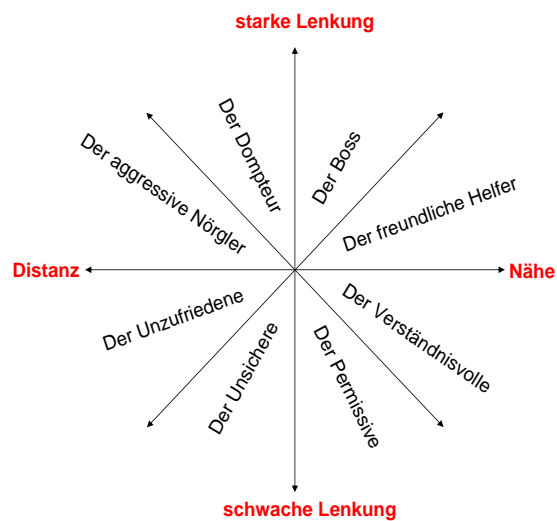 starke Lenkung
Der Dompteur
Der Boss
Der aggressive Nörgler
Der freundliche Helfer
Distanz
Nähe
Der Unzufriedene
Der Verständnisvolle
Der Unsichere
Der Permissive
schwache Lenkung